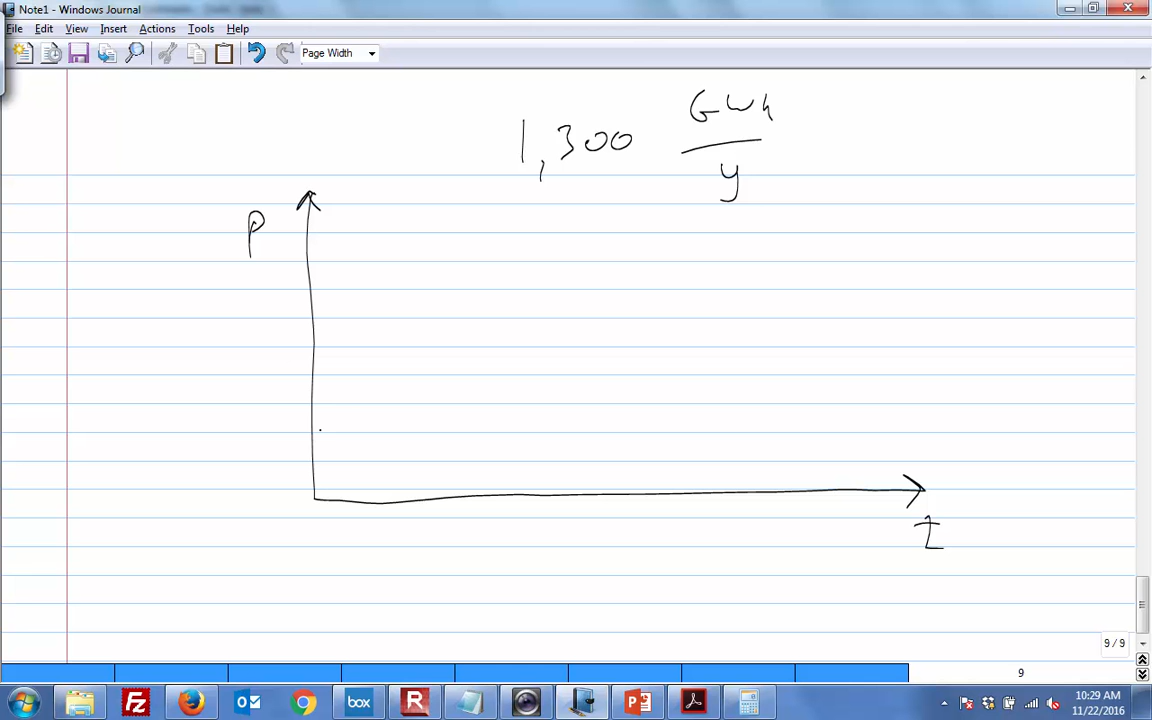 Note1 - Windows Journal
File Edit View Insert Actions Tools Help
Page Width
1,300 GWh
y
P
t
9 / 9
9
box
R
10:29 AM
11/22/2016